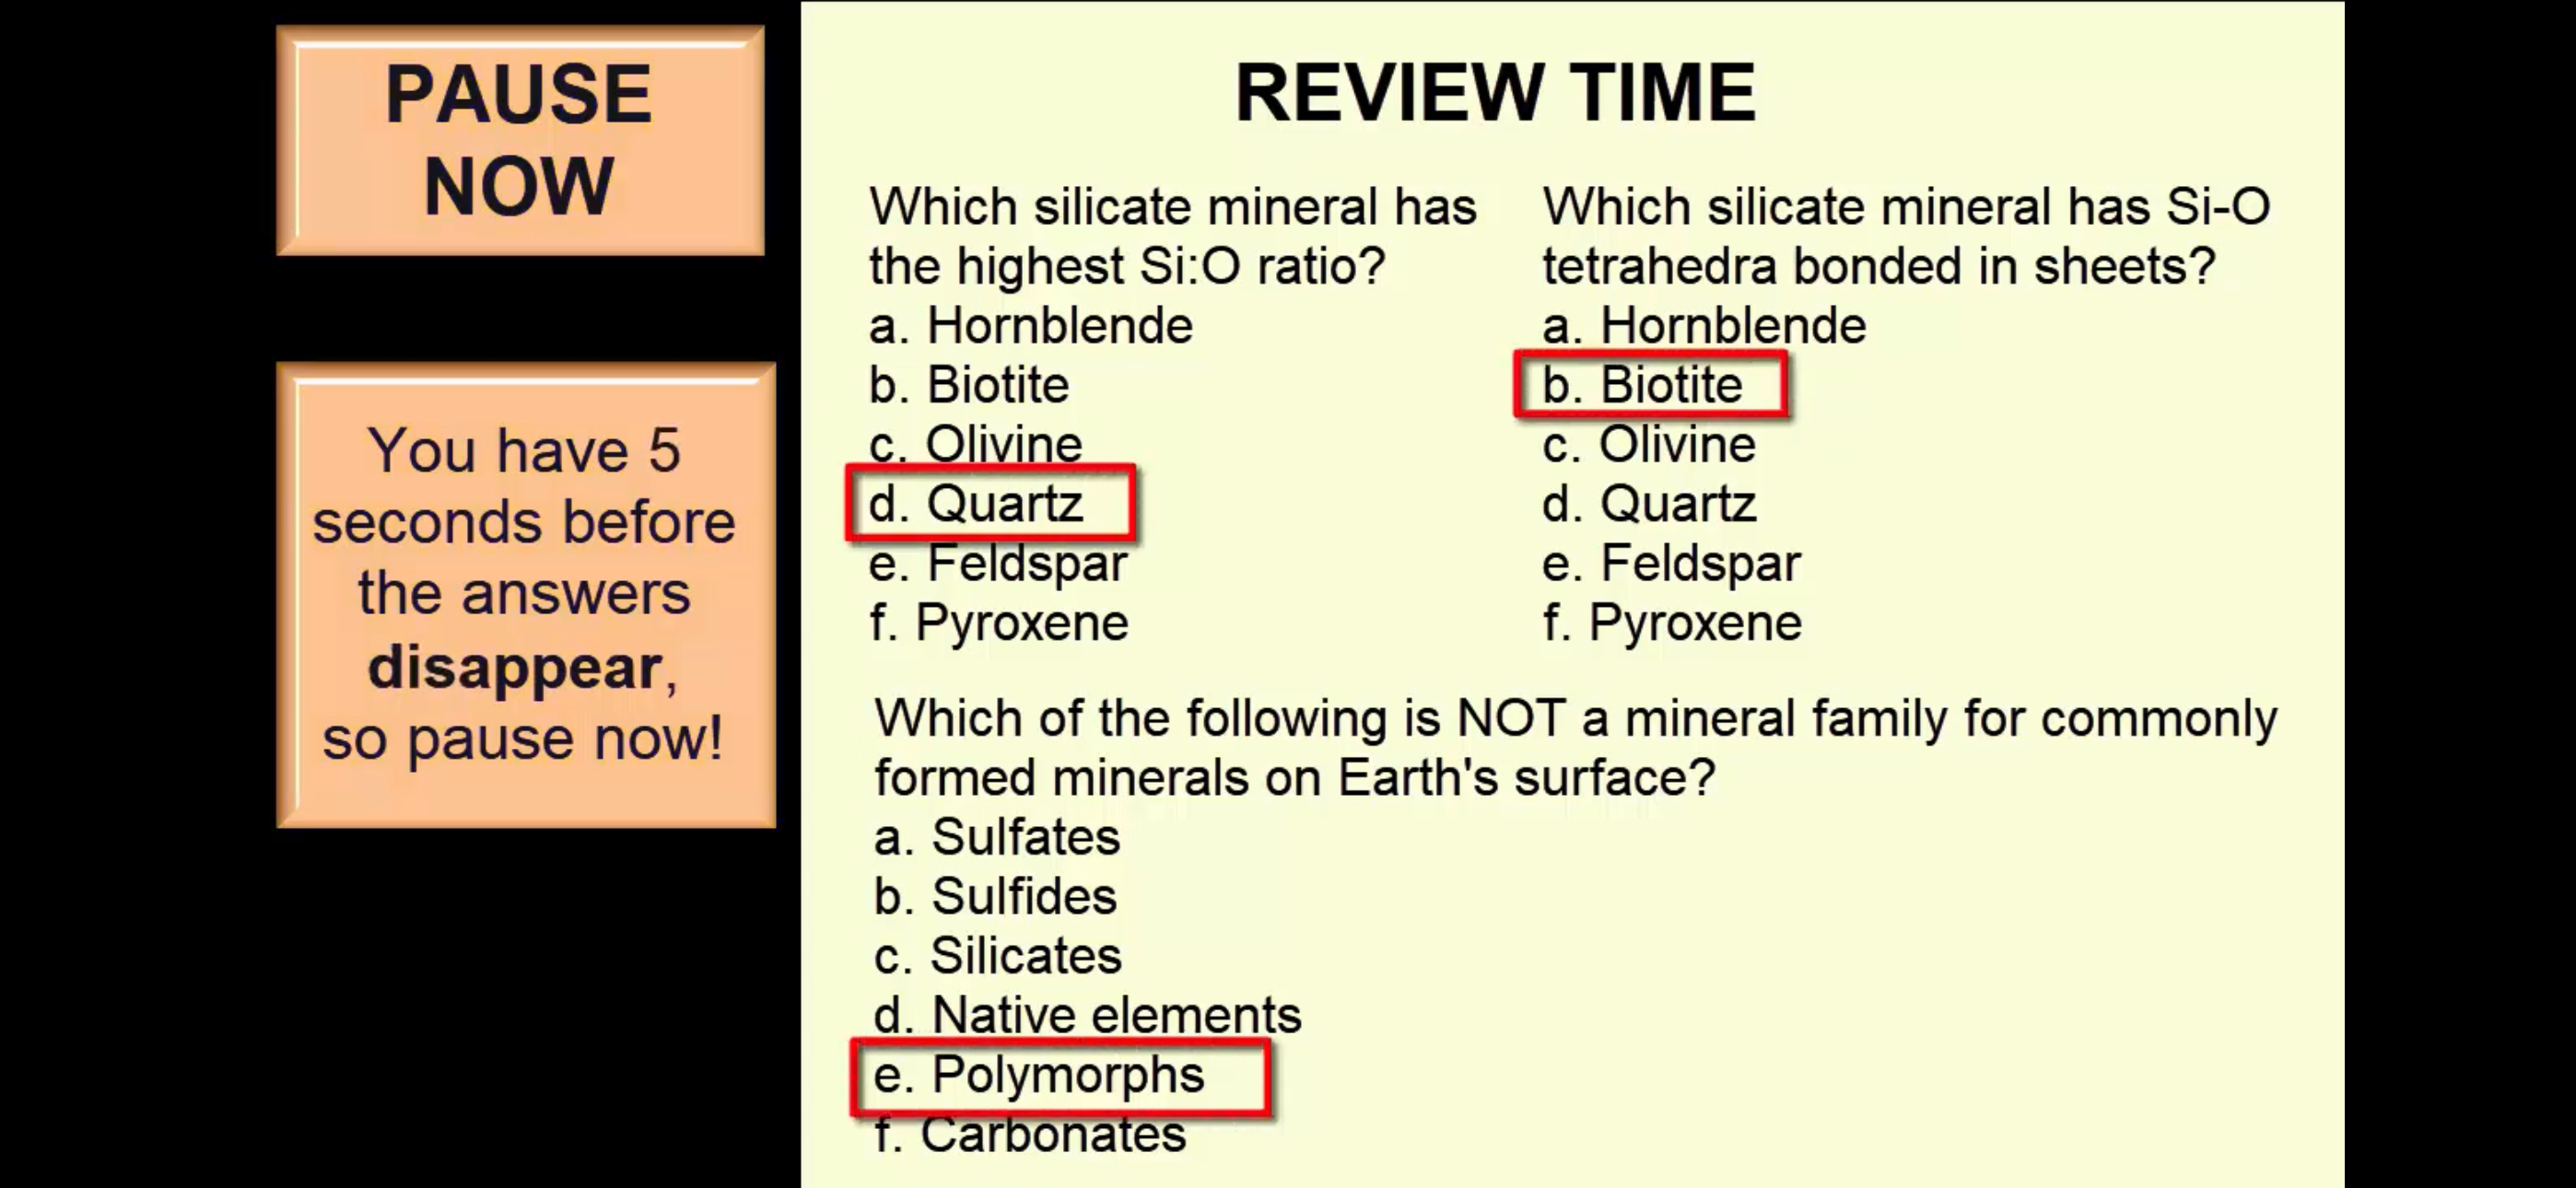 PAUSE
NOW
You have 5
seconds before
the answers
disappear,
so pause now!
REVIEW TIME
Which silicate mineral has
the highest Si:O ratio?
a. Hornblende
b. Biotite
c. Olivine
d. Quartz
e. Feldspar
f. Pyroxene
Which silicate mineral has Si-O
tetrahedra bonded in sheets?
a. Hornblende
b. Biotite
c. Olivine
d. Quartz
e. Feldspar
f. Pyroxene
Which of the following is NOT a mineral family for commonly
formed minerals on Earth's surface?
a. Sulfates
b. Sulfides
c. Silicates
d. Native elements
e. Polymorphs
f. Carbonates